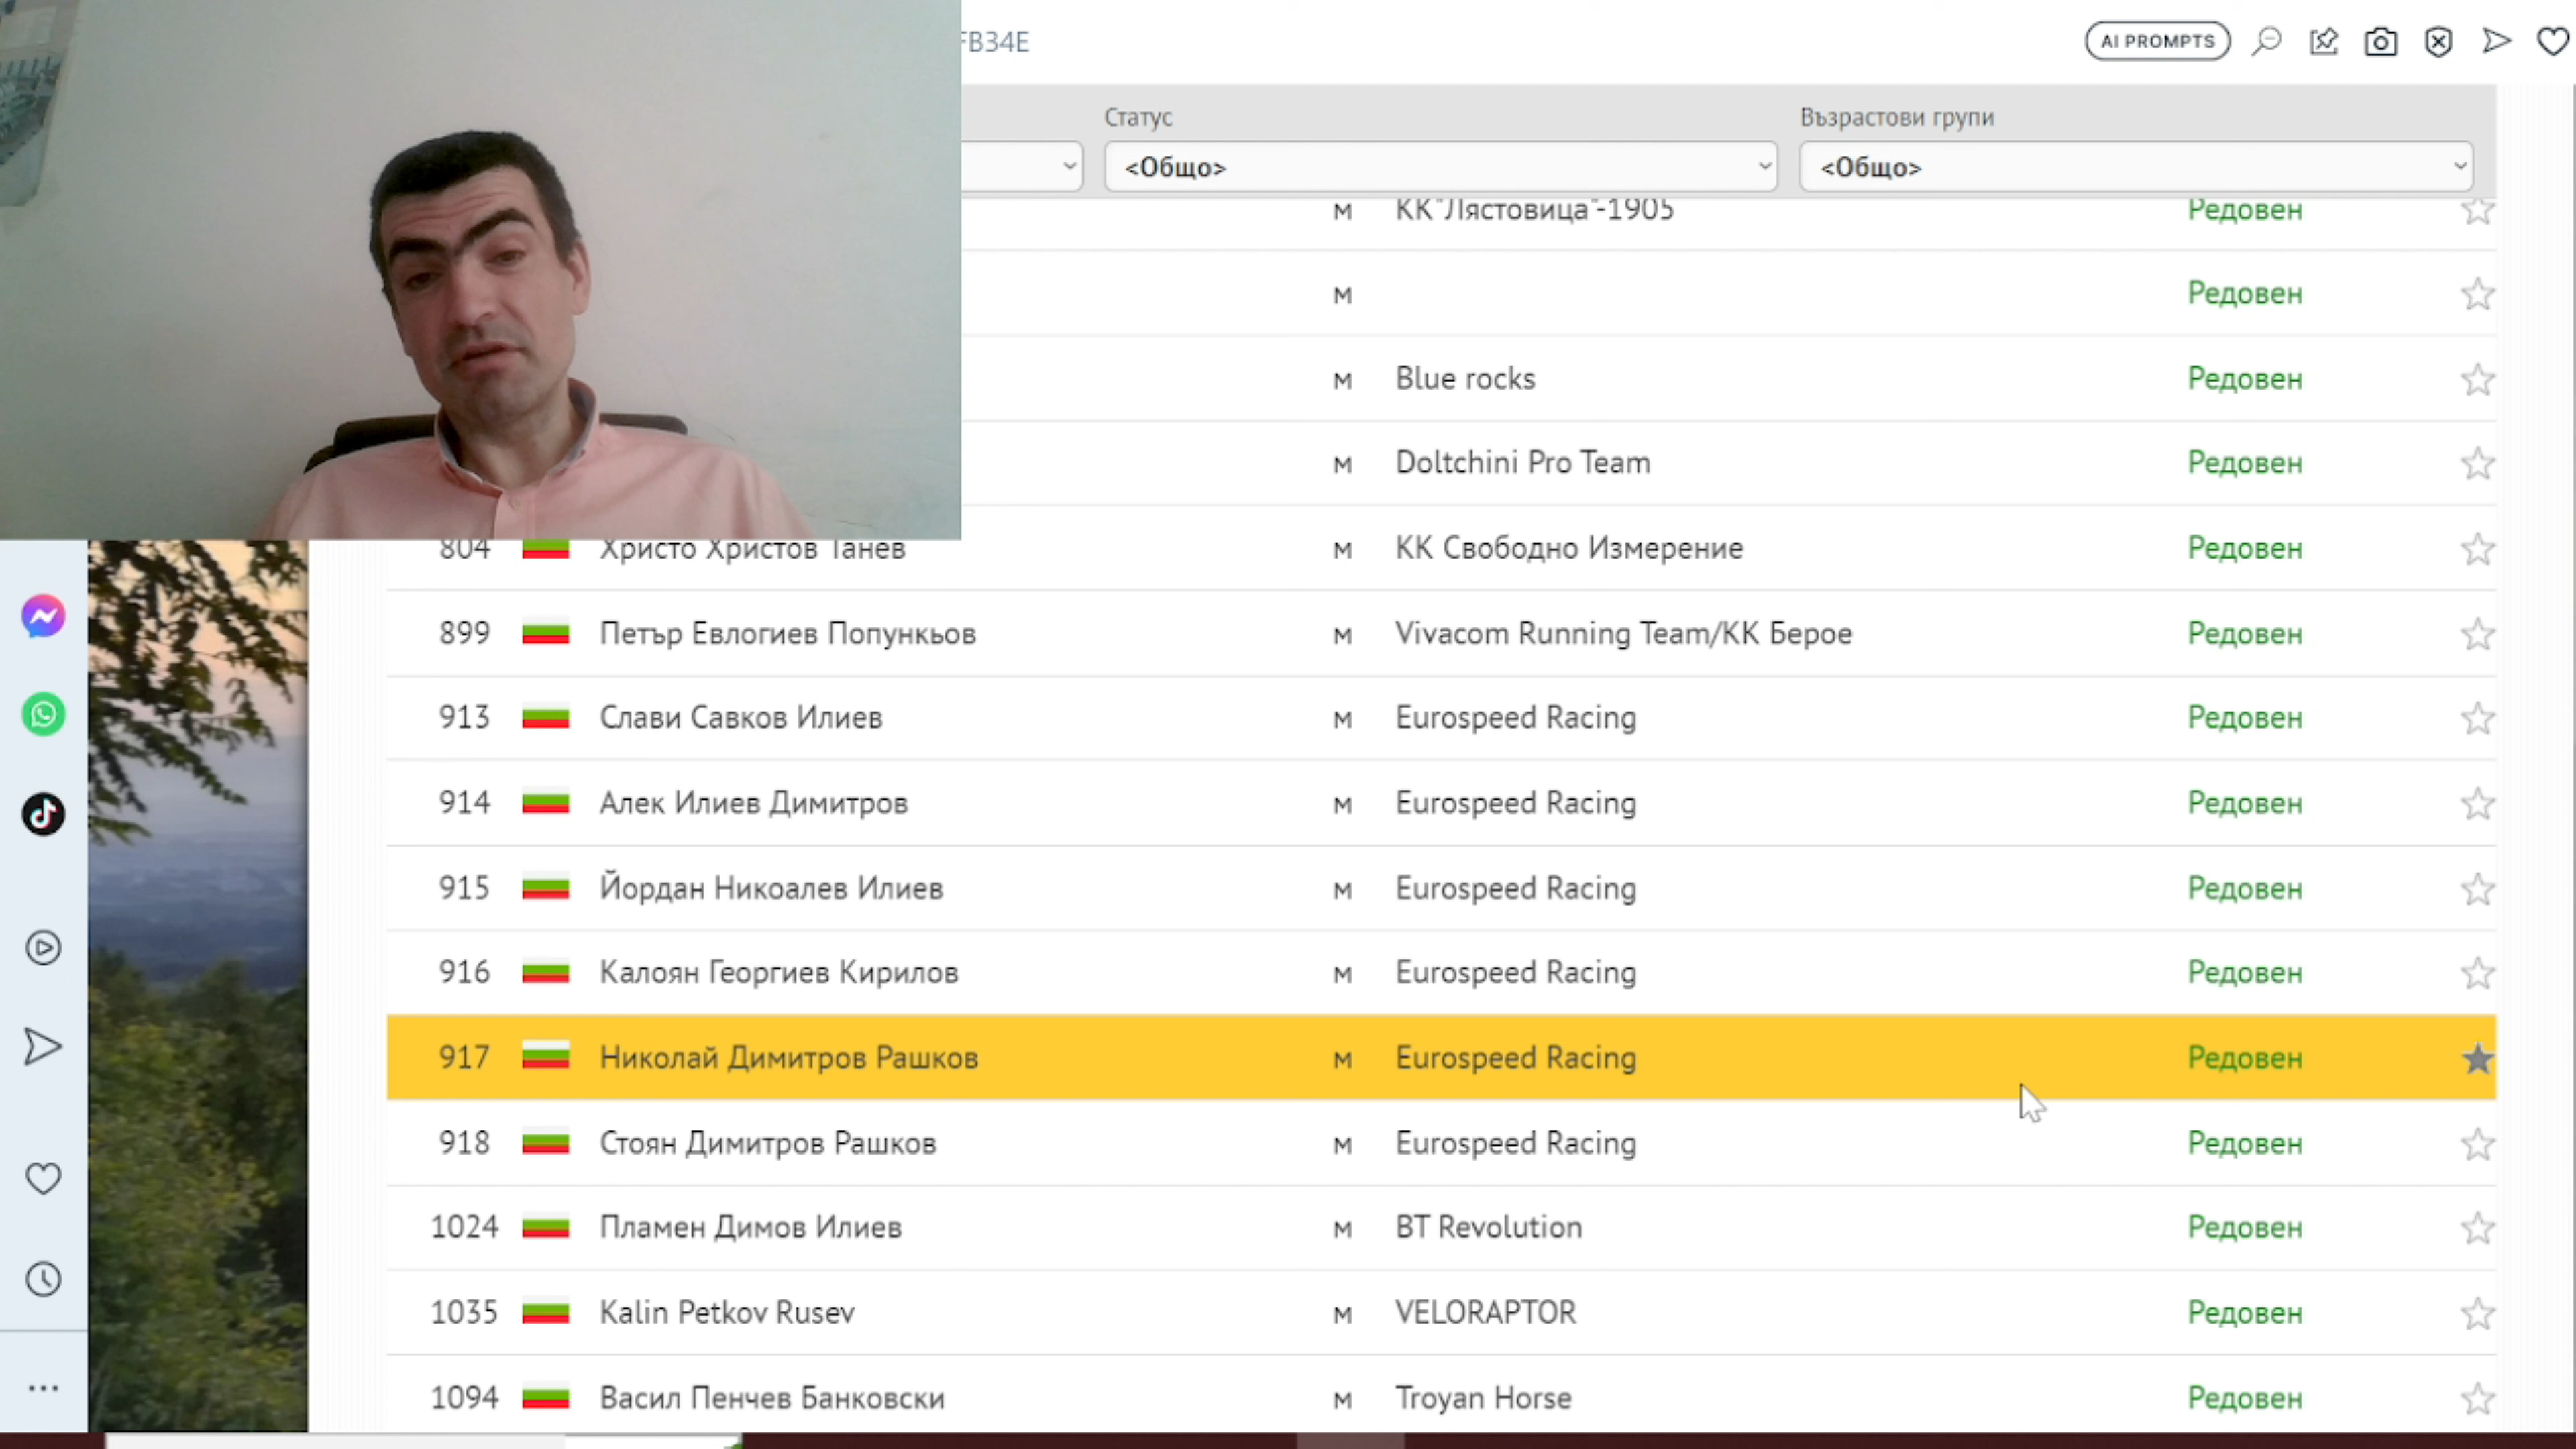 FB34E
AI PROMPTS
Статус
Възрастови групи
<Общо>
<Общо>
м КК"Лястовица"-1905 Редовен
м Редовен
м Blue rocks Редовен
м Doltchini Pro Team Редовен
804 Христо Христов Танев м КК Свободно Измерение Редовен
899 Петър Евлогиев Попункьов м Vivacom Running Team/КК Берое Редовен
913 Слави Савков Илиев м Eurospeed Racing Редовен
914 Алек Илиев Димитров м Eurospeed Racing Редовен
915 Йордан Никоалев Илиев м Eurospeed Racing Редовен
916 Калоян Георгиев Кирилов м Eurospeed Racing Редовен
917 Николай Димитров Рашков м Eurospeed Racing Редовен
918 Стоян Димитров Рашков м Eurospeed Racing Редовен
1024 Пламен Димов Илиев м BT Revolution Редовен
1035 Kalin Petkov Rusev м VELORAPTOR Редовен
1094 Васил Пенчев Банковски м Troyan Horse Редовен